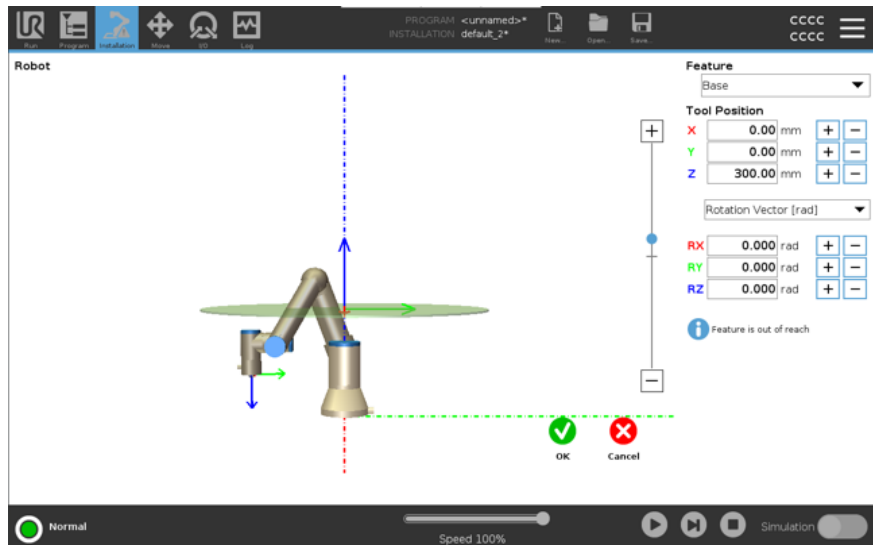 PROGRAM <unnamed>*
INSTALLATION default_2*
CCCC
CCCC
Run Program Installation Move I/O Log New... Open... Save...
Robot
Feature
Base
Tool Position
X 0.00 mm + −
Y 0.00 mm + −
Z 300.00 mm + −
Rotation Vector [rad]
RX 0.000 rad + −
RY 0.000 rad + −
RZ 0.000 rad + −
Feature is out of reach
OK Cancel
Normal
Speed 100%
Simulation